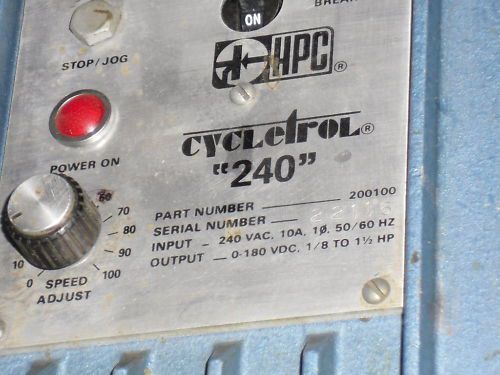 BREAK
ON
STOP/JOG
HPC®
CYCLETROL®
"240"
POWER ON
PART NUMBER 200100
SERIAL NUMBER
INPUT - 240 VAC, 10A, 1Ø, 50/60 HZ
OUTPUT - 0-180 VDC, 1/8 TO 1½ HP
60
70
80
90
100
10
0
SPEED
ADJUST